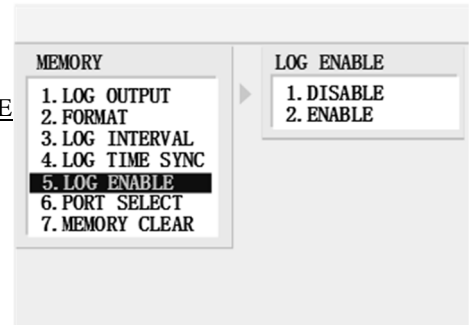 MEMORY
1. LOG OUTPUT
2. FORMAT
3. LOG INTERVAL
4. LOG TIME SYNC
5. LOG ENABLE
6. PORT SELECT
7. MEMORY CLEAR
LOG ENABLE
1. DISABLE
2. ENABLE
E